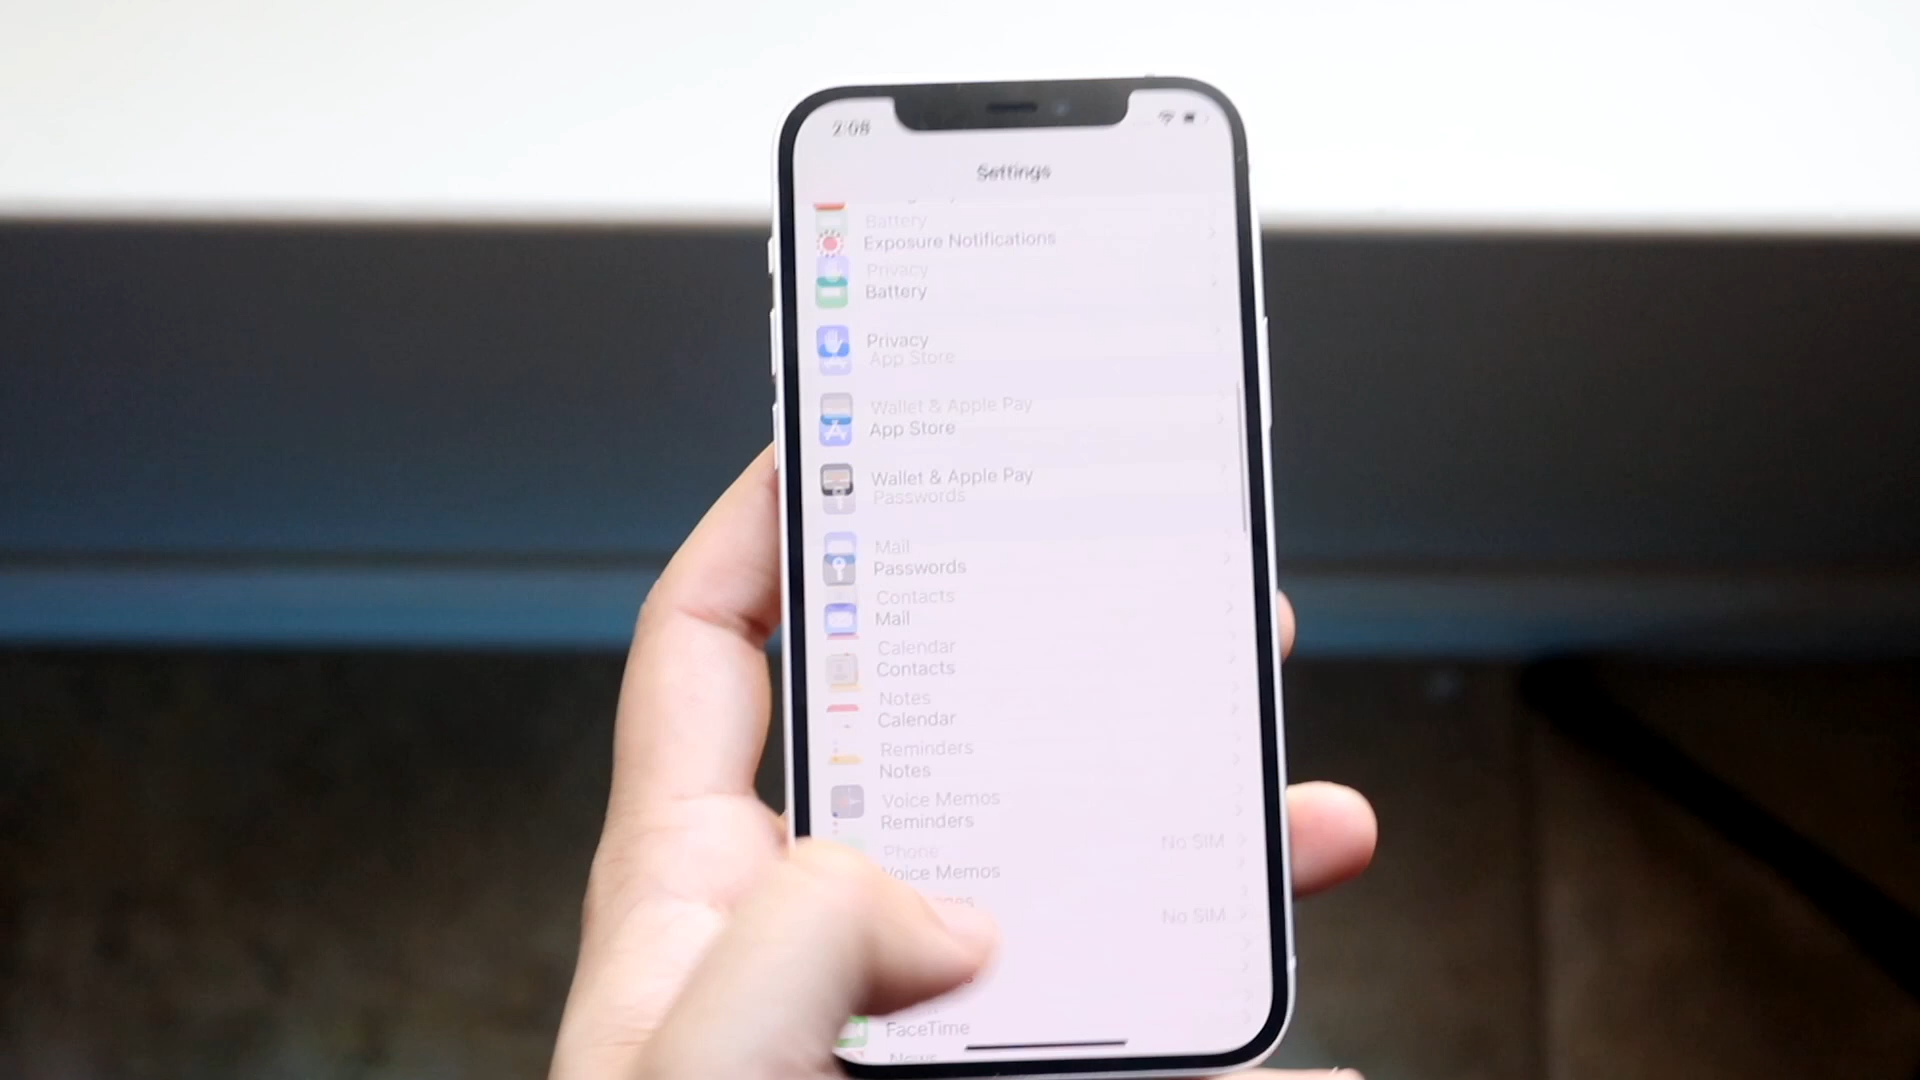 2:08
Settings
Battery
Exposure Notifications
Privacy
Battery
Privacy
App Store
Wallet & Apple Pay
App Store
Wallet & Apple Pay
Passwords
Mail
Passwords
Contacts
Mail
Calendar
Contacts
Notes
Calendar
Reminders
Notes
Voice Memos
Reminders
Phone No SIM
Voice Memos
No SIM
FaceTime
News